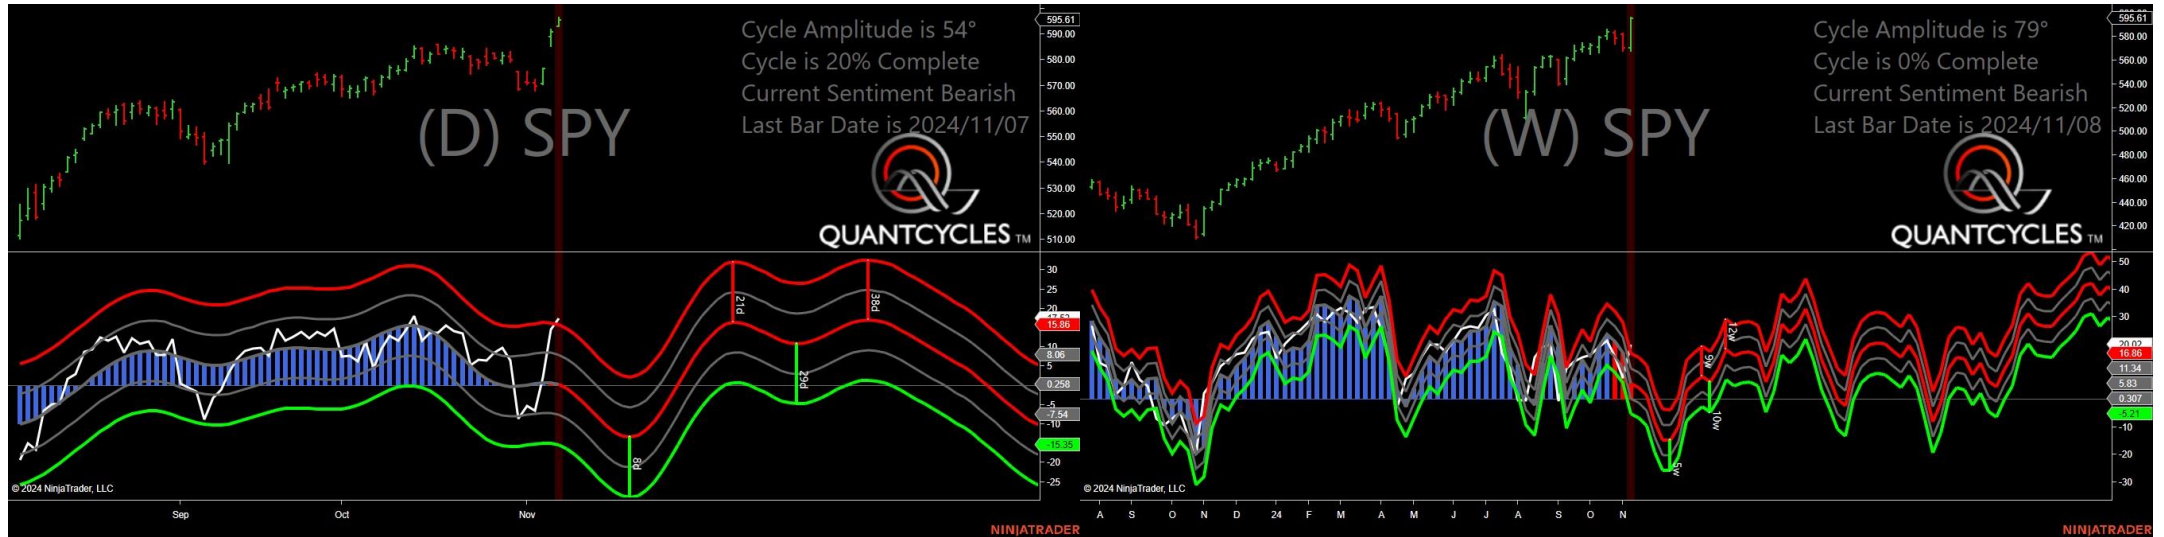 595.61
590.00
580.00
570.00
560.00
550.00
540.00
530.00
520.00
510.00
Cycle Amplitude is 54°
Cycle is 20% Complete
Current Sentiment Bearish
Last Bar Date is 2024/11/07
(D) SPY
QUANTCYCLES TM
30
25
20
15.86
10
8.06
5
0.258
-5
-7.54
-10
-15.35
-20
-25
21d
38d
29d
8d
© 2024 NinjaTrader, LLC
Sep Oct Nov
NINJATRADER
595.61
580.00
560.00
540.00
520.00
500.00
480.00
460.00
440.00
420.00
Cycle Amplitude is 79°
Cycle is 0% Complete
Current Sentiment Bearish
Last Bar Date is 2024/11/08
(W) SPY
QUANTCYCLES TM
50
40
30
20.02
16.86
11.34
5.83
0.307
-5.21
-10
-20
-30
9w
12w
10w
5w
© 2024 NinjaTrader, LLC
A S O N D 24 F M A M J J A S O N
NINJATRADER